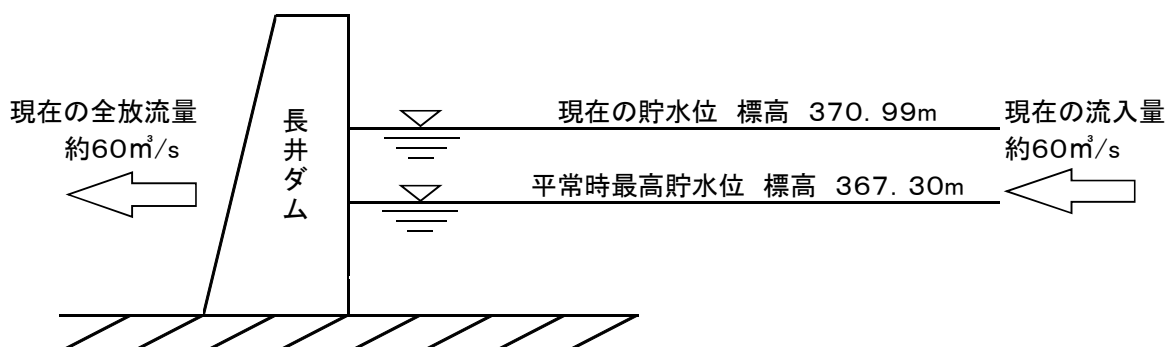 現在の全放流量
約60㎥/s
長井ダム
現在の貯水位 標高 370.99m
平常時最高貯水位 標高 367.30m
現在の流入量
約60㎥/s